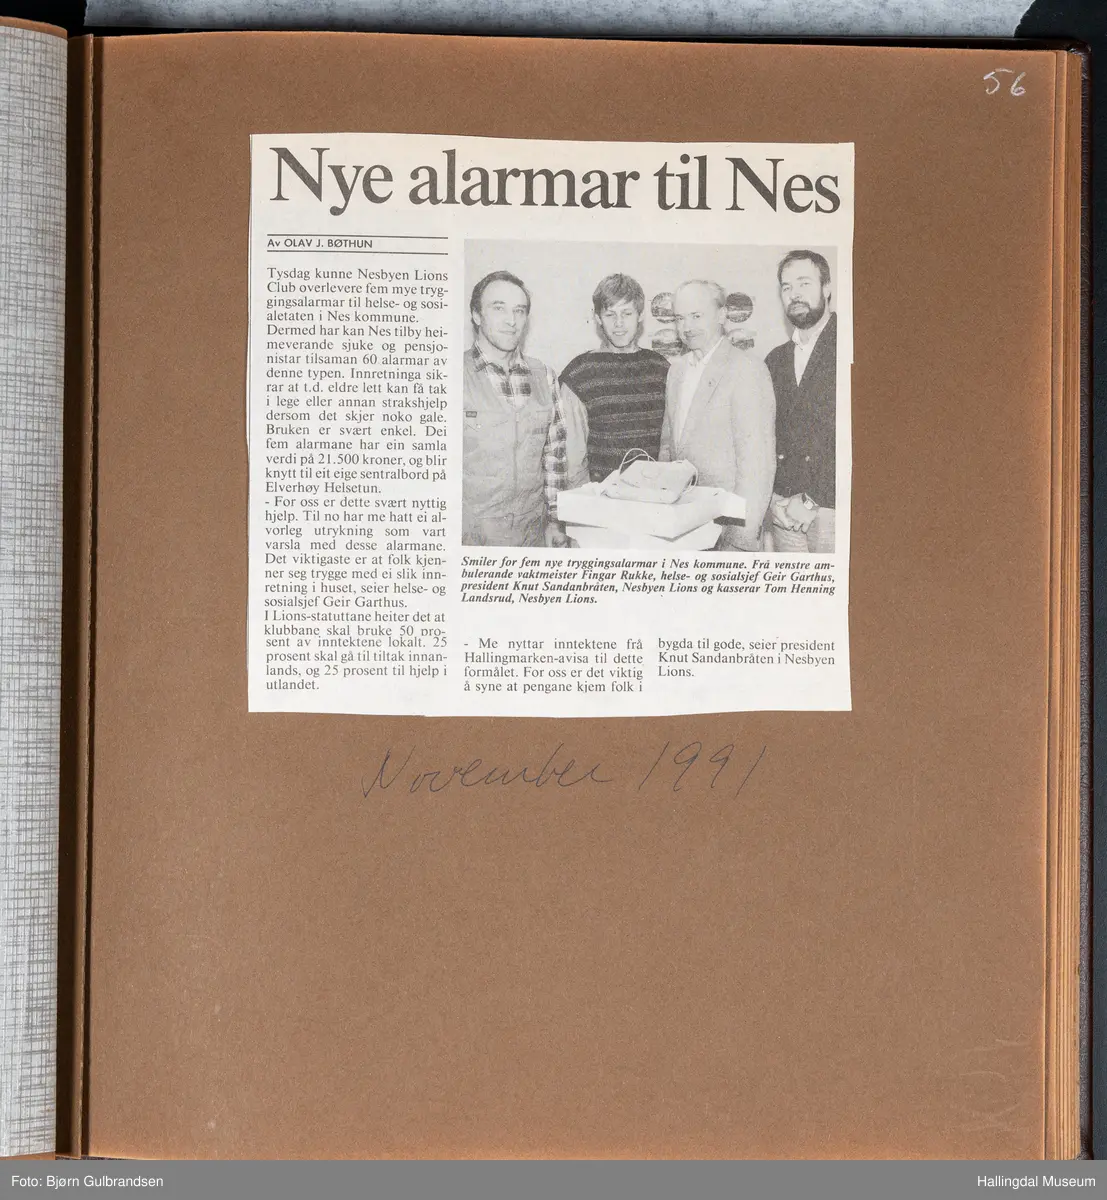 56
Nye alarmar til Nes
Av OLAV J. BØTHUN
Tysdag kunne Nesbyen Lions
Club overlevere fem mye tryg-
gingsalarmar til helse- og sosi-
aletaten i Nes kommune.
Dermed har kan Nes tilby hei-
meverande sjuke og pensjo-
nistar tilsaman 60 alarmar av
denne typen. Innretninga sik-
rar at t.d. eldre lett kan få tak
i lege eller annan strakshjelp
dersom det skjer noko gale.
Bruken er svært enkel. Dei
fem alarmane har ein samla
verdi på 21.500 kroner, og blir
knytt til eit eige sentralbord på
Elverhøy Helsetun.
- For oss er dette svært nyttig
hjelp. Til no har me hatt ei al-
vorleg utrykning som vart
varsla med desse alarmane.
Det viktigaste er at folk kjen-
ner seg trygge med ei slik inn-
retning i huset, seier helse- og
sosialsjef Geir Garthus.
I Lions-statuttane heiter det at
klubbane skal bruke 50 pro-
sent av inntektene lokalt. 25
prosent skal gå til tiltak innan-
lands, og 25 prosent til hjelp i
utlandet.
Smiler for fem nye tryggingsalarmar i Nes kommune. Frå venstre am-
bulerande vaktmeister Fingar Rukke, helse- og sosialsjef Geir Garthus,
president Knut Sandanbråten, Nesbyen Lions og kasserar Tom Henning
Landsrud, Nesbyen Lions.
- Me nyttar inntektene frå
Hallingmarken-avisa til dette
formålet. For oss er det viktig
å syne at pengane kjem folk i
bygda til gode, seier president
Knut Sandanbråten i Nesbyen
Lions.
November 1991
Foto: Bjørn Gulbrandsen
Hallingdal Museum